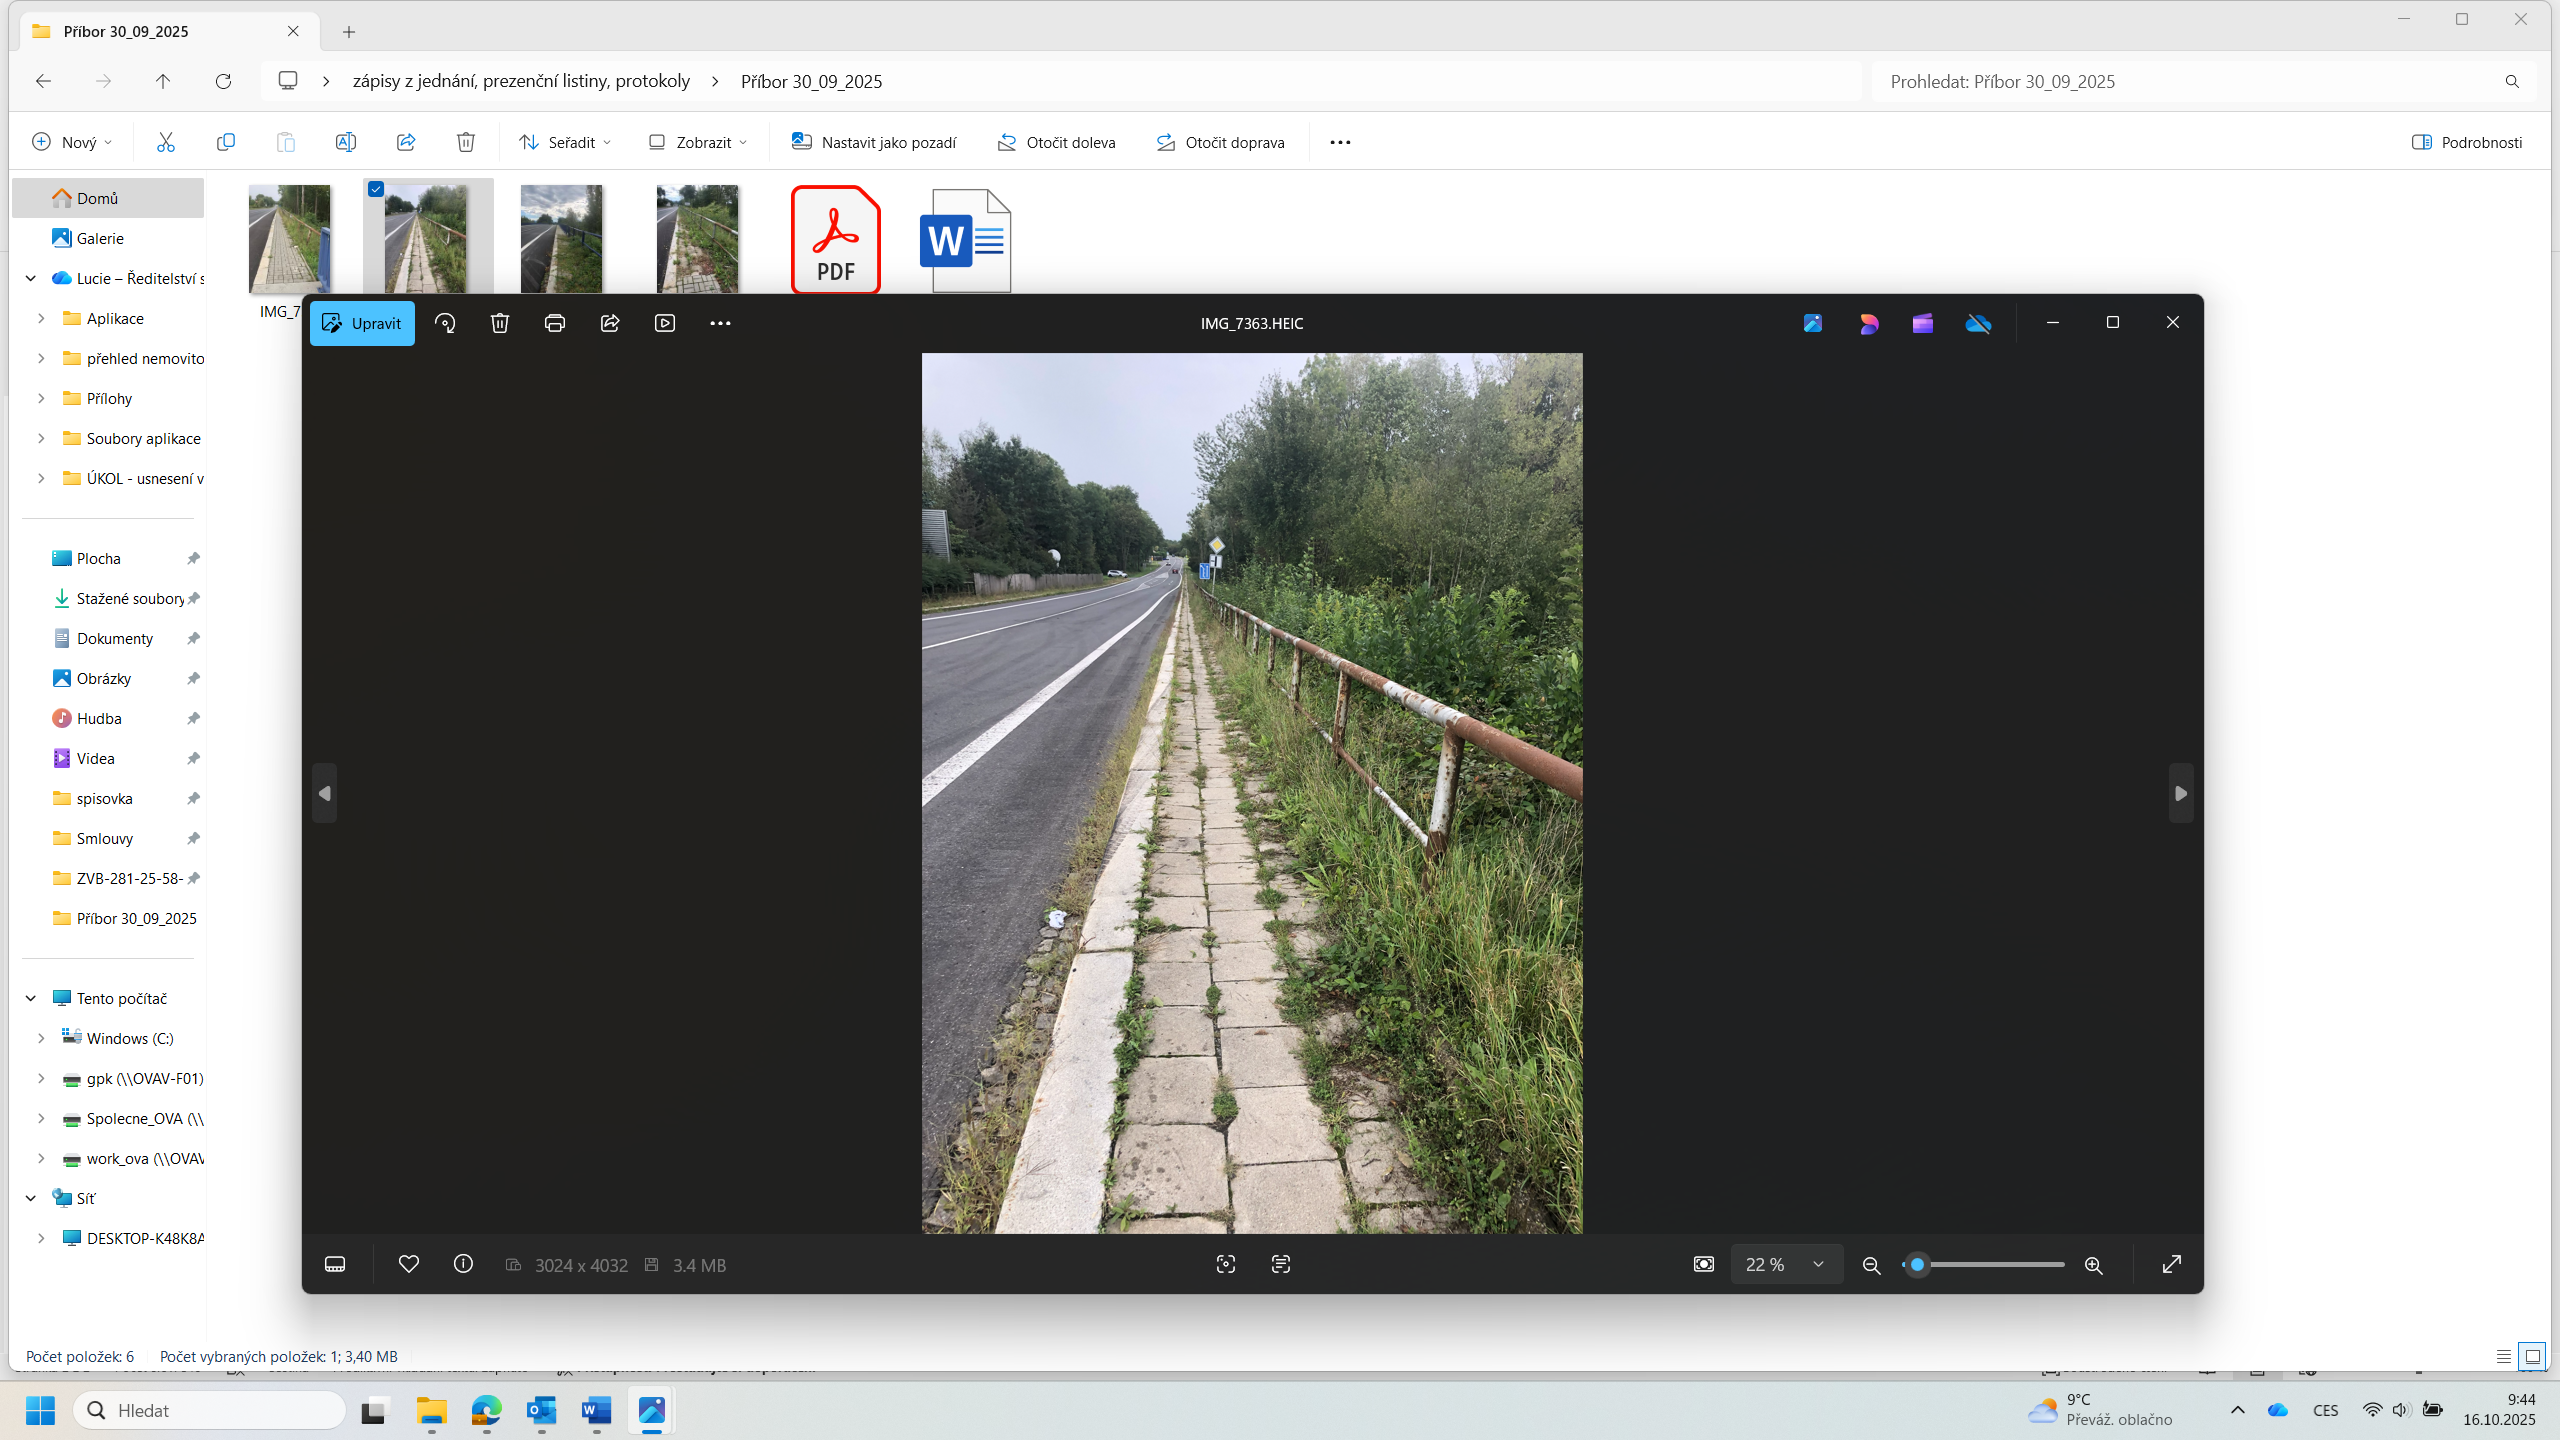 Příbor 30_09_2025
zápisy z jednání, prezenční listiny, protokoly
Příbor 30_09_2025
Prohledat: Příbor 30_09_2025
Nový
Seřadit
Zobrazit
Nastavit jako pozadí
Otočit doleva
Otočit doprava
Podrobnosti
Domů
Galerie
Lucie – Ředitelství s
Aplikace
přehled nemovito
Přílohy
Soubory aplikace
ÚKOL - usnesení v
Plocha
Stažené soubory
Dokumenty
Obrázky
Hudba
Videa
spisovka
Smlouvy
ZVB-281-25-58-
Příbor 30_09_2025
Tento počítač
Windows (C:)
gpk (\\OVAV-F01)
Spolecne_OVA (\\
work_ova (\\OVAV
Síť
DESKTOP-K48K8A
PDF
W
IMG_7
Upravit
IMG_7363.HEIC
3024 x 4032
3.4 MB
22 %
Počet položek: 6
Počet vybraných položek: 1; 3,40 MB
Hledat
9°C
Převáž. oblačno
CES
9:44
16.10.2025